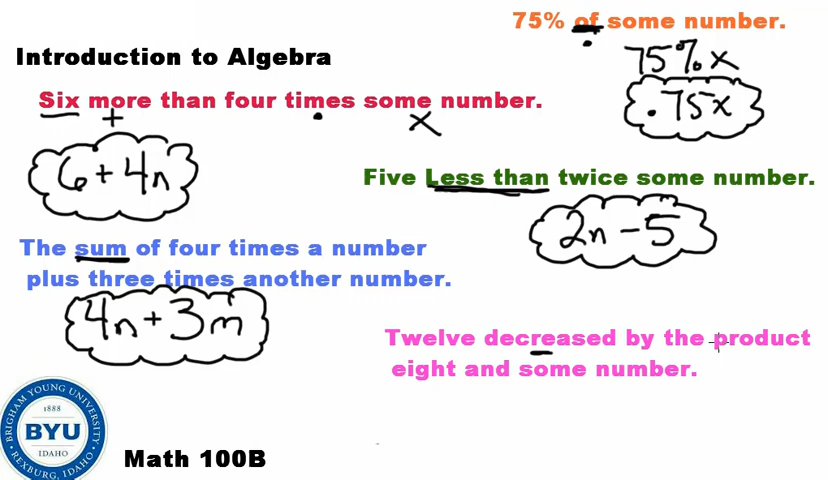 75% of some number.
75% x
.75x
Introduction to Algebra
Six more than four times some number.
+ . x
6 + 4n
Five Less than twice some number.
2n - 5
The sum of four times a number
plus three times another number.
4n + 3m
Twelve decreased by the product
eight and some number.
BRIGHAM YOUNG UNIVERSITY
1888
BYU
IDAHO
REXBURG, IDAHO
Math 100B